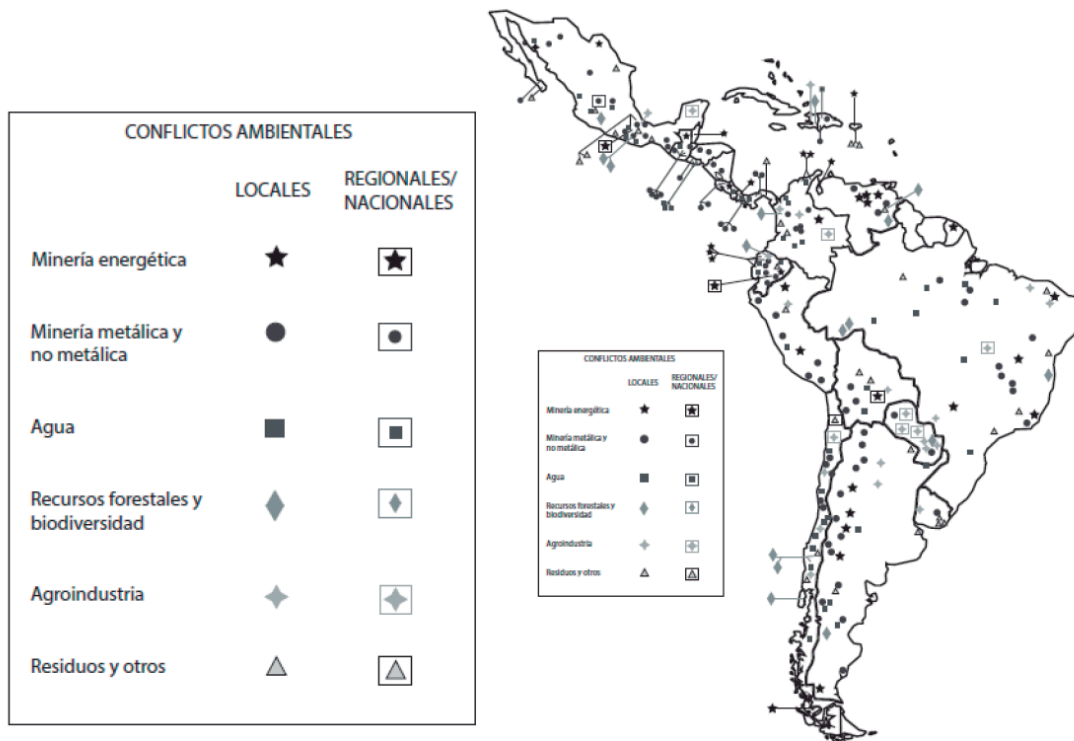 CONFLICTOS AMBIENTALES
LOCALES
REGIONALES/
NACIONALES
Minería energética
Minería metálica y
no metálica
Agua
Recursos forestales y
biodiversidad
Agroindustria
Residuos y otros
CONFLICTOS AMBIENTALES
LOCALES
REGIONALES/
NACIONALES
Minería energética
Minería metálica y
no metálica
Agua
Recursos forestales y
biodiversidad
Agroindustria
Residuos y otros